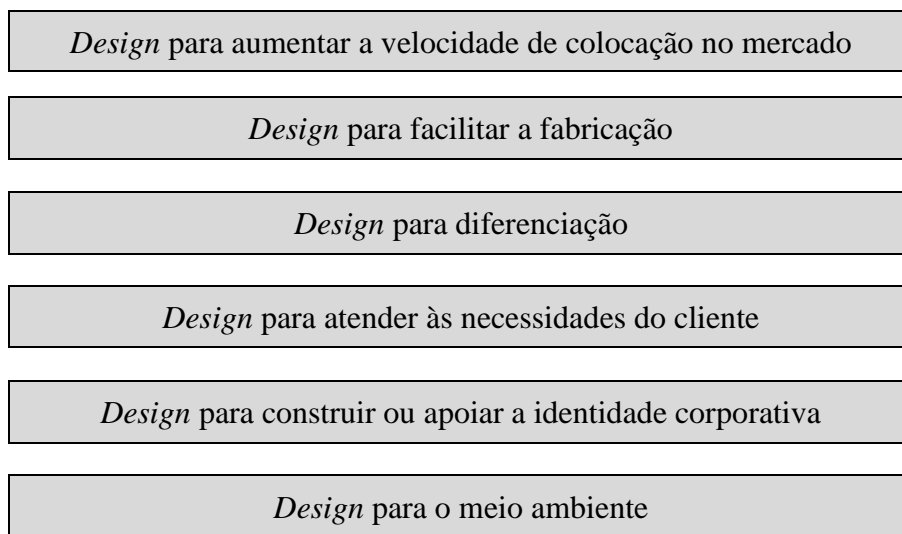 Design para aumentar a velocidade de colocação no mercado
Design para facilitar a fabricação
Design para diferenciação
Design para atender às necessidades do cliente
Design para construir ou apoiar a identidade corporativa
Design para o meio ambiente